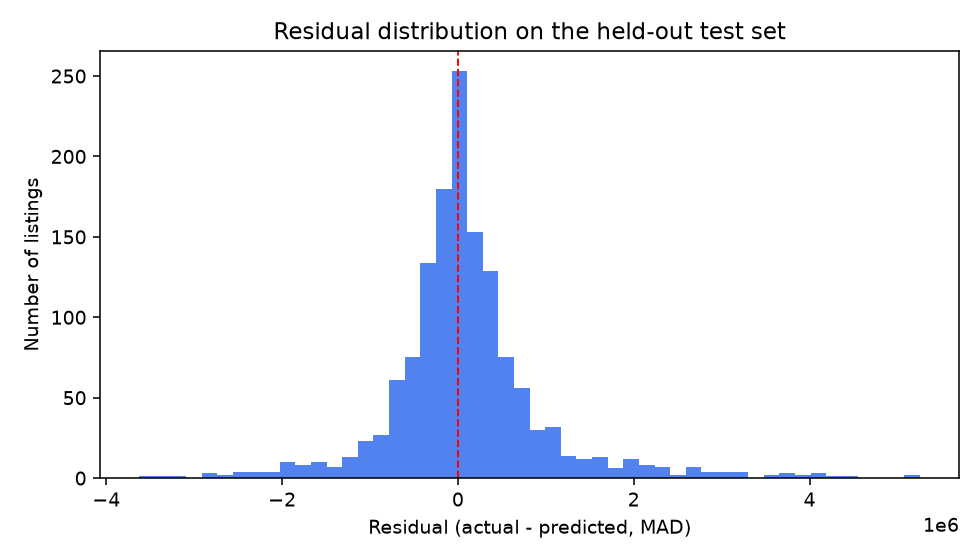 Residual distribution on the held-out test set
Number of listings
250
200
150
100
50
0
−4
−2
0
2
4
1e6
Residual (actual - predicted, MAD)